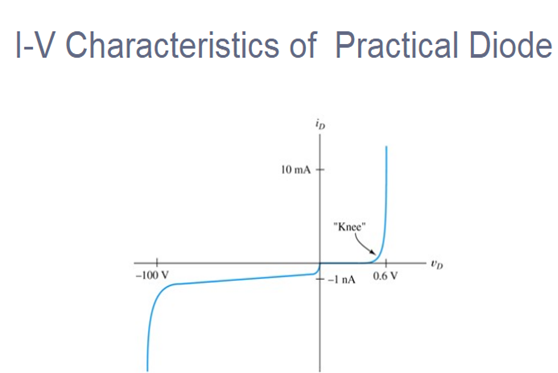 I-V Characteristics of Practical Diode
iD
10 mA
"Knee"
vD
-100 V
-1 nA
0.6 V